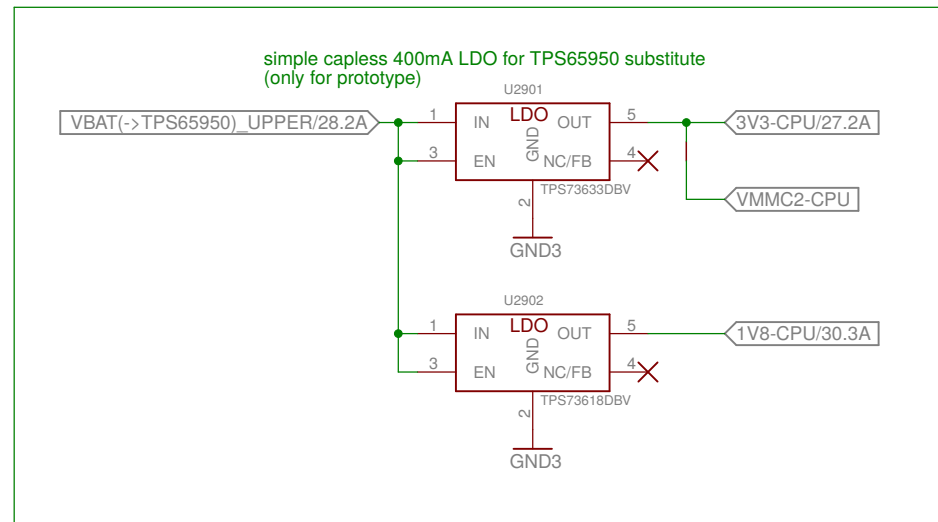 simple capless 400mA LDO for TPS65950 substitute
(only for prototype)
U2901
VBAT(->TPS65950)_UPPER/28.2A
1
IN
LDO
OUT
5
3V3-CPU/27.2A
3
EN
GND
NC/FB
4
TPS73633DBV
2
VMMC2-CPU
GND3
U2902
1
IN
LDO
OUT
5
1V8-CPU/30.3A
3
EN
GND
NC/FB
4
TPS73618DBV
2
GND3